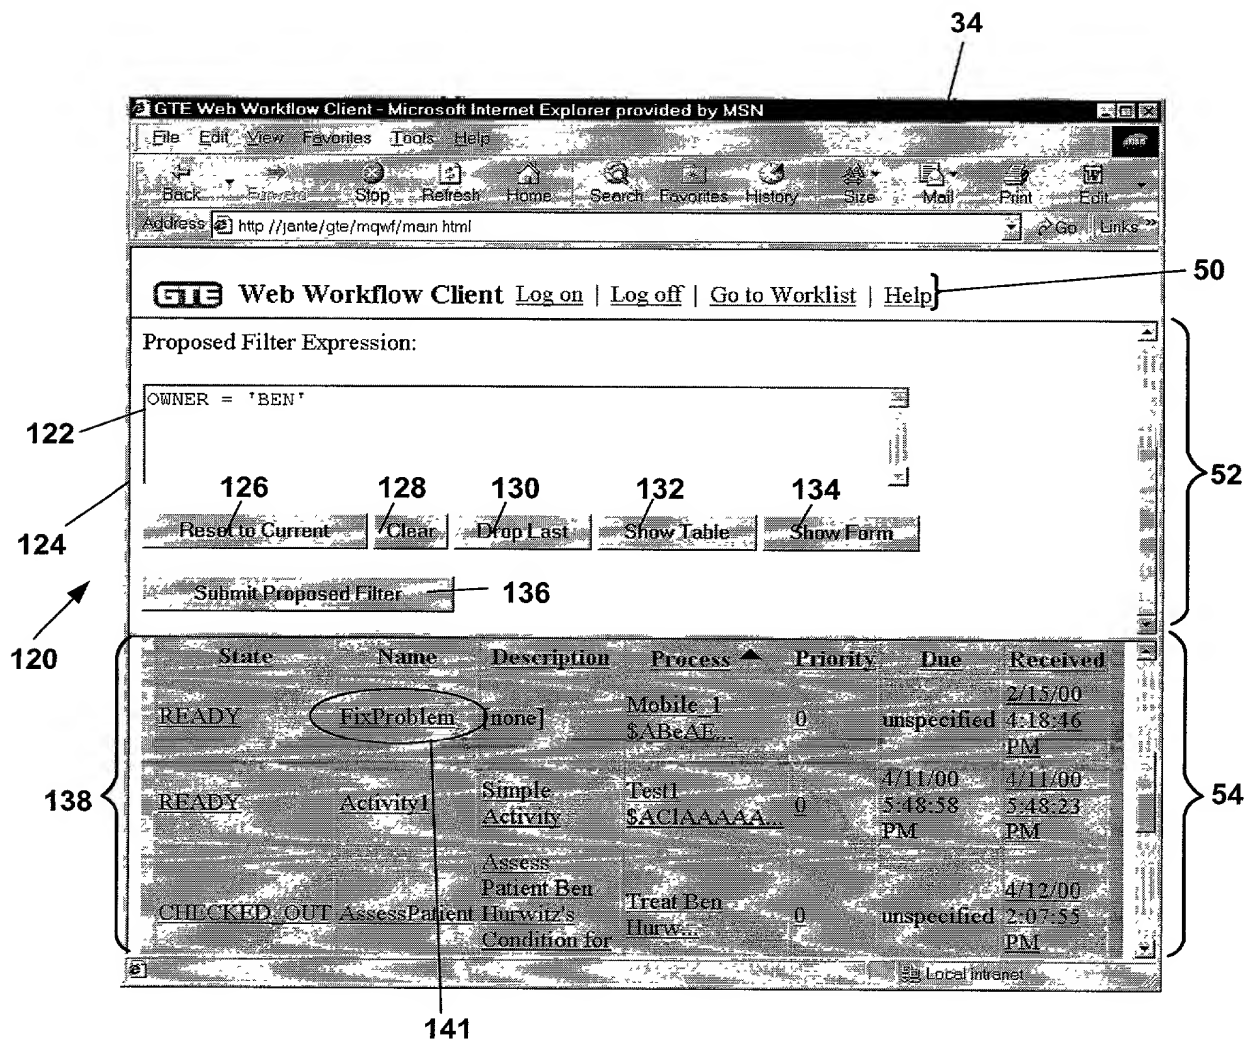 34
GTE Web Workflow Client - Microsoft Internet Explorer provided by MSN
File Edit View Favorites Tools Help
Back Forward Stop Refresh Home Search Favorites History Size Mail Print Edit
Address http //jante/gte/mqwf/main html Go Links »
GTE Web Workflow Client Log on | Log off | Go to Worklist | Help
50
Proposed Filter Expression:
OWNER = 'BEN'
122
52
126 128 130 132 134
Reset to Current Clear Drop Last Show Table Show Form
124
Submit Proposed Filter
136
120
State Name Description Process Priority Due Received
READY FixProblem [none] Mobile_1 $ABeAE... 0 unspecified 2/15/00 4:18:46 PM
READY Activity1 Simple Activity Test1 $AC1AAAAA... 0 4/11/00 5:48:58 PM 4/11/00 5:48:23 PM
138
54
CHECKED_OUT AssessPatient Assess Patient Ben Hurwitz's Condition for Treat Ben Hurw... 0 unspecified 4/12/00 2:07:55 PM
Local intranet
141